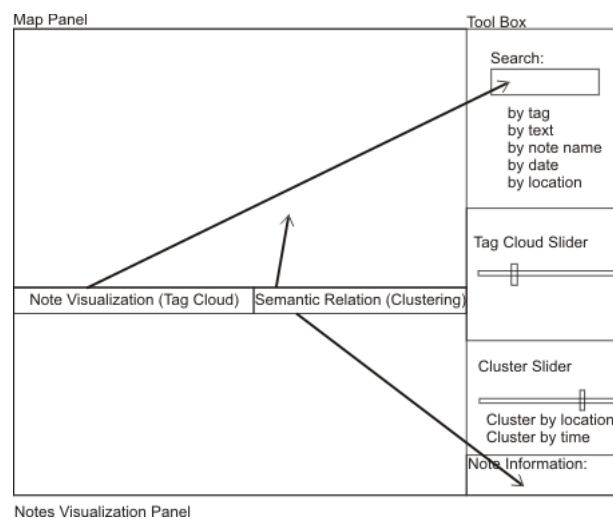 Map Panel
Tool Box
Search:
by tag
by text
by note name
by date
by location
Tag Cloud Slider
Note Visualization (Tag Cloud)
Semantic Relation (Clustering)
Cluster Slider
Cluster by location
Cluster by time
Note Information:
Notes Visualization Panel